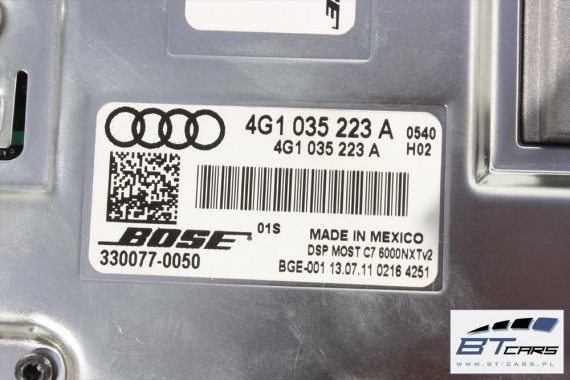 4G1 035 223 A 0540
4G1 035 223 A H02
01S
BOSE®
MADE IN MEXICO
DSP MOST C7 6000NXTv2
330077-0050
BGE-001 13.07.11 0216 4251
BTCARS
WWW.BT-CARS.PL